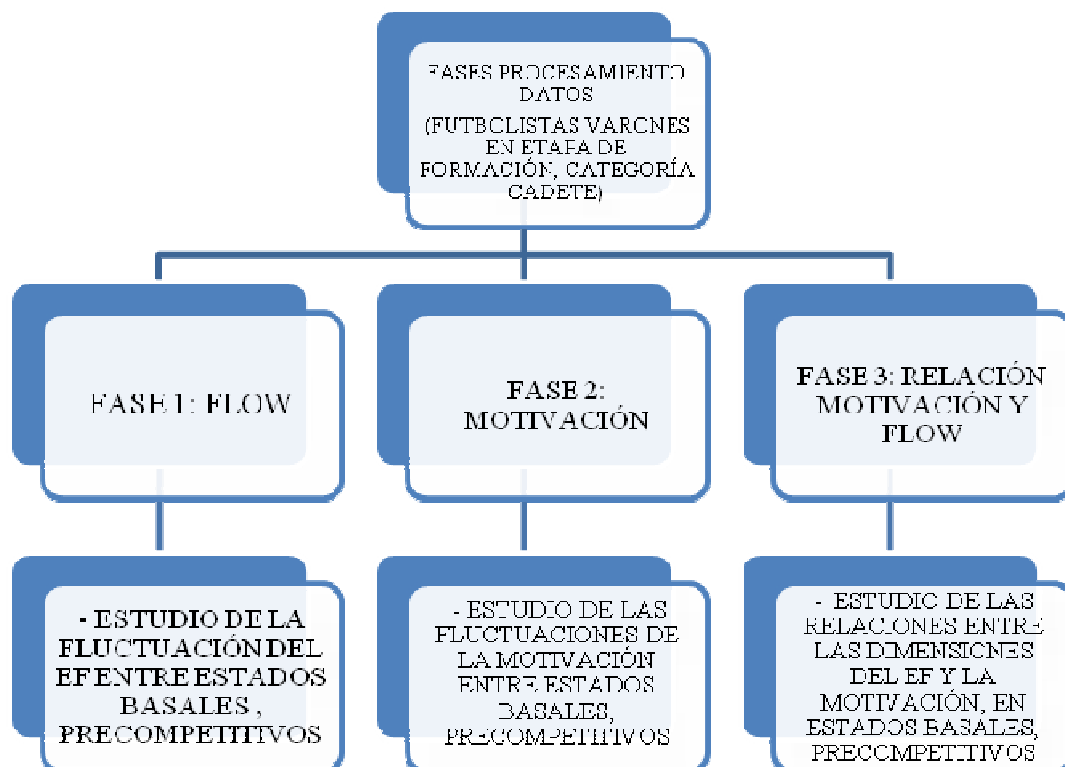 FASES PROCESAMIENTO
DATOS
(FUTBOLISTAS VARONES
EN ETAPA DE
FORMACIÓN, CATEGORÍA
CADETE)
FASE 1: FLOW
FASE 2:
MOTIVACIÓN
FASE 3: RELACIÓN
MOTIVACIÓN Y
FLOW
- ESTUDIO DE LA
FLUCTUACIÓN DEL
EF ENTRE ESTADOS
BASALES ,
PRECOMPETITIVOS
- ESTUDIO DE LAS
FLUCTUACIONES DE
LA MOTIVACIÓN
ENTRE ESTADOS
BASALES,
PRECOMPETITIVOS
- ESTUDIO DE LAS
RELACIONES ENTRE
LAS DIMENSIONES
DEL EF Y LA
MOTIVACIÓN, EN
ESTADOS BASALES,
PRECOMPETITIVOS